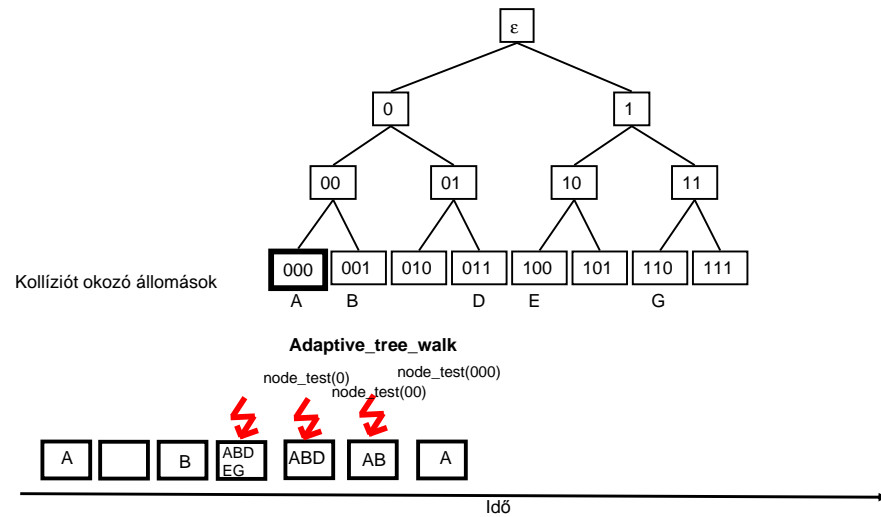 ε
0 1
00 01 10 11
000 001 010 011 100 101 110 111
Kollíziót okozó állomások
A B D E G
Adaptive_tree_walk
node_test(000)
node_test(0)
node_test(00)
A B ABD EG ABD AB A
Idő